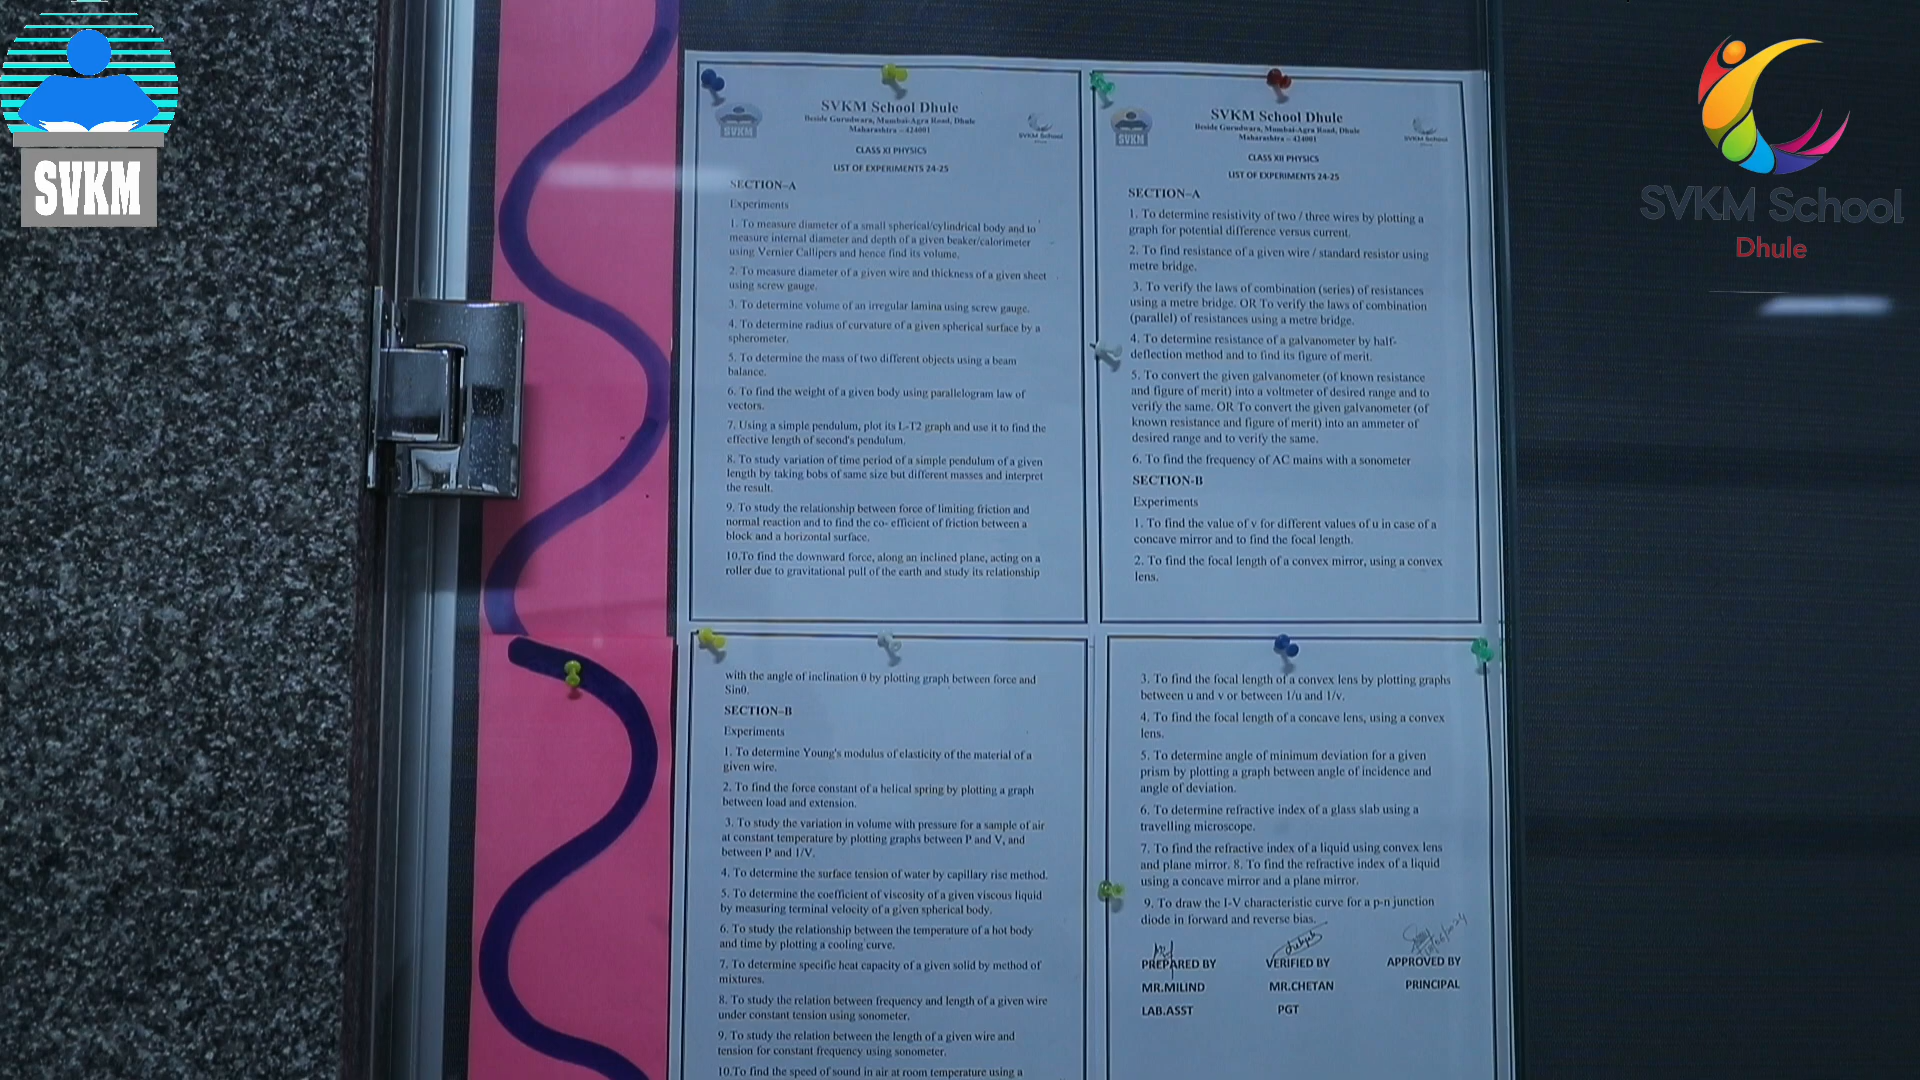 SVKM
SVKM School
Dhule
SVKM School Dhule
Beside Gurudwara, Mumbai-Agra Road, Dhule
Maharashtra – 424001
SVKM
SVKM School
CLASS XI PHYSICS
LIST OF EXPERIMENTS 24-25
SECTION–A
Experiments
1. To measure diameter of a small spherical/cylindrical body and to
measure internal diameter and depth of a given beaker/calorimeter
using Vernier Callipers and hence find its volume.
2. To measure diameter of a given wire and thickness of a given sheet
using screw gauge.
3. To determine volume of an irregular lamina using screw gauge.
4. To determine radius of curvature of a given spherical surface by a
spherometer.
5. To determine the mass of two different objects using a beam
balance.
6. To find the weight of a given body using parallelogram law of
vectors.
7. Using a simple pendulum, plot its L-T2 graph and use it to find the
effective length of second's pendulum.
8. To study variation of time period of a simple pendulum of a given
length by taking bobs of same size but different masses and interpret
the result.
9. To study the relationship between force of limiting friction and
normal reaction and to find the co- efficient of friction between a
block and a horizontal surface.
10.To find the downward force, along an inclined plane, acting on a
roller due to gravitational pull of the earth and study its relationship
with the angle of inclination θ by plotting graph between force and
Sinθ.
SECTION–B
Experiments
1. To determine Young's modulus of elasticity of the material of a
given wire.
2. To find the force constant of a helical spring by plotting a graph
between load and extension.
3. To study the variation in volume with pressure for a sample of air
at constant temperature by plotting graphs between P and V, and
between P and 1/V.
4. To determine the surface tension of water by capillary rise method.
5. To determine the coefficient of viscosity of a given viscous liquid
by measuring terminal velocity of a given spherical body.
6. To study the relationship between the temperature of a hot body
and time by plotting a cooling curve.
7. To determine specific heat capacity of a given solid by method of
mixtures.
8. To study the relation between frequency and length of a given wire
under constant tension using sonometer.
9. To study the relation between the length of a given wire and
tension for constant frequency using sonometer.
10.To find the speed of sound in air at room temperature using a
SVKM School Dhule
Beside Gurudwara, Mumbai-Agra Road, Dhule
Maharashtra – 424001
SVKM
SVKM School
CLASS XII PHYSICS
LIST OF EXPERIMENTS 24-25
SECTION–A
1. To determine resistivity of two / three wires by plotting a
graph for potential difference versus current.
2. To find resistance of a given wire / standard resistor using
metre bridge.
3. To verify the laws of combination (series) of resistances
using a metre bridge. OR To verify the laws of combination
(parallel) of resistances using a metre bridge.
4. To determine resistance of a galvanometer by half-
deflection method and to find its figure of merit.
5. To convert the given galvanometer (of known resistance
and figure of merit) into a voltmeter of desired range and to
verify the same. OR To convert the given galvanometer (of
known resistance and figure of merit) into an ammeter of
desired range and to verify the same.
6. To find the frequency of AC mains with a sonometer
SECTION-B
Experiments
1. To find the value of v for different values of u in case of a
concave mirror and to find the focal length.
2. To find the focal length of a convex mirror, using a convex
lens.
3. To find the focal length of a convex lens by plotting graphs
between u and v or between 1/u and 1/v.
4. To find the focal length of a concave lens, using a convex
lens.
5. To determine angle of minimum deviation for a given
prism by plotting a graph between angle of incidence and
angle of deviation.
6. To determine refractive index of a glass slab using a
travelling microscope.
7. To find the refractive index of a liquid using convex lens
and plane mirror. 8. To find the refractive index of a liquid
using a concave mirror and a plane mirror.
9. To draw the I-V characteristic curve for a p-n junction
diode in forward and reverse bias.
PREPARED BY VERIFIED BY APPROVED BY
MR.MILIND MR.CHETAN PRINCIPAL
LAB.ASST PGT